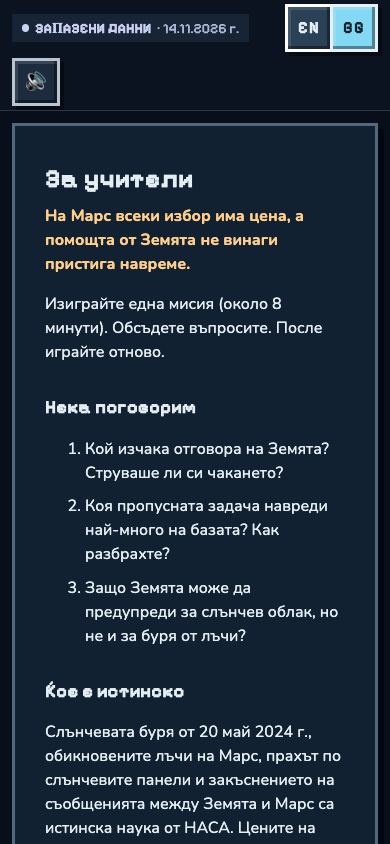 ЗАПАЗЕНИ ДАННИ · 14.11.2026 г.
EN
BG
За учители
На Марс всеки избор има цена, а
помощта от Земята не винаги
пристига навреме.
Изиграйте една мисия (около 8
минути). Обсъдете въпросите. После
играйте отново.
Нека поговорим
1. Кой изчака отговора на Земята?
Струваше ли си чакането?
2. Коя пропусната задача навреди
най-много на базата? Как
разбрахте?
3. Защо Земята може да
предупреди за слънчев облак, но
не и за буря от лъчи?
Кое е истинско
Слънчевата буря от 20 май 2024 г.,
обикновените лъчи на Марс, прахът по
слънчевите панели и закъснението на
съобщенията между Земята и Марс са
истинска наука от НАСА. Цените на